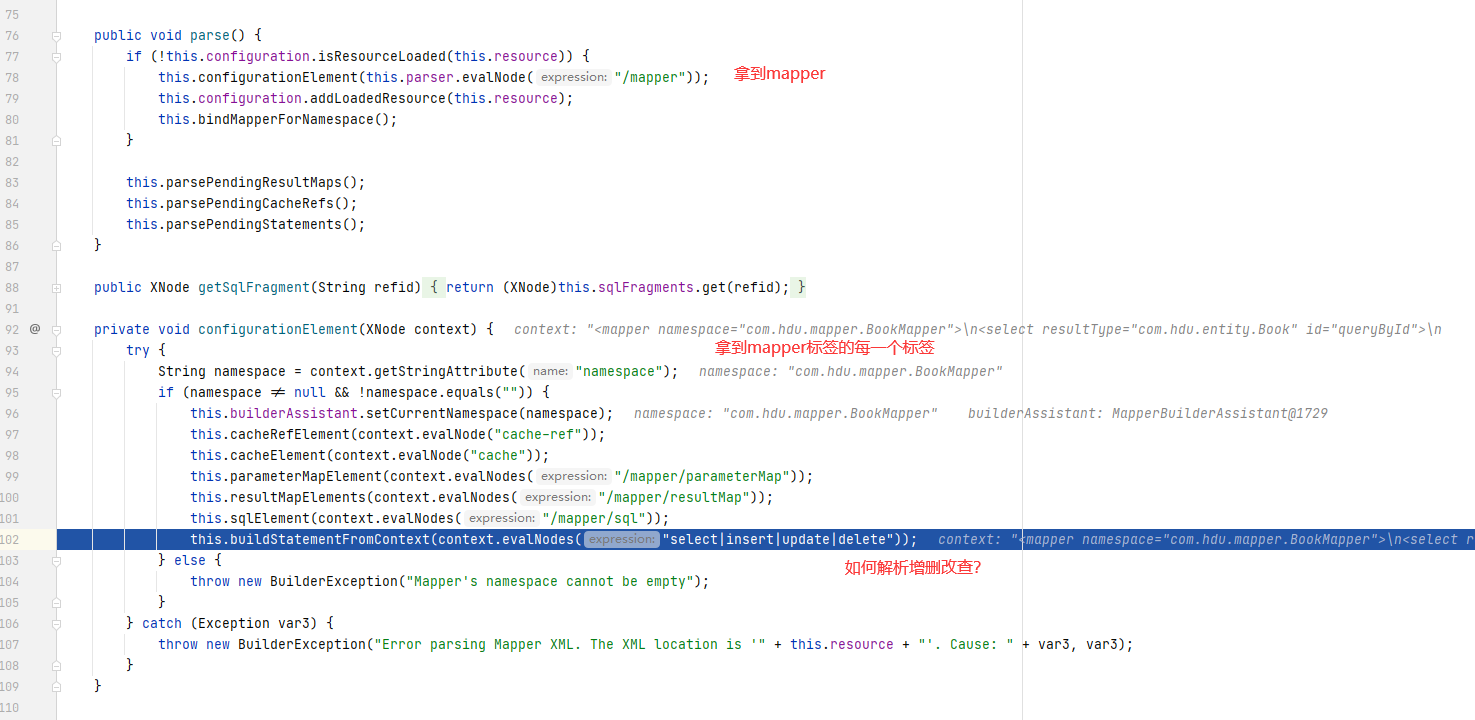 75
76 public void parse() {
77 if (!this.configuration.isResourceLoaded(this.resource)) {
78 this.configurationElement(this.parser.evalNode( expression: "/mapper")); 拿到mapper
79 this.configuration.addLoadedResource(this.resource);
80 this.bindMapperForNamespace();
81 }
82
83 this.parsePendingResultMaps();
84 this.parsePendingCacheRefs();
85 this.parsePendingStatements();
86 }
87
88 public XNode getSqlFragment(String refid) { return (XNode)this.sqlFragments.get(refid); }
91
92 @ private void configurationElement(XNode context) { context: "<mapper namespace="com.hdu.mapper.BookMapper">\n<select resultType="com.hdu.entity.Book" id="queryById">\n
93 try { 拿到mapper标签的每一个标签
94 String namespace = context.getStringAttribute( name: "namespace"); namespace: "com.hdu.mapper.BookMapper"
95 if (namespace ≠ null && !namespace.equals("")) {
96 this.builderAssistant.setCurrentNamespace(namespace); namespace: "com.hdu.mapper.BookMapper" builderAssistant: MapperBuilderAssistant@1729
97 this.cacheRefElement(context.evalNode("cache-ref"));
98 this.cacheElement(context.evalNode("cache"));
99 this.parameterMapElement(context.evalNodes( expression: "/mapper/parameterMap"));
100 this.resultMapElements(context.evalNodes( expression: "/mapper/resultMap"));
101 this.sqlElement(context.evalNodes( expression: "/mapper/sql"));
102 this.buildStatementFromContext(context.evalNodes( expression: "select|insert|update|delete")); context: "<mapper namespace="com.hdu.mapper.BookMapper">\n<select r
103 } else { 如何解析增删改查?
104 throw new BuilderException("Mapper's namespace cannot be empty");
105 }
106 } catch (Exception var3) {
107 throw new BuilderException("Error parsing Mapper XML. The XML location is '" + this.resource + "'. Cause: " + var3, var3);
108 }
109 }
110